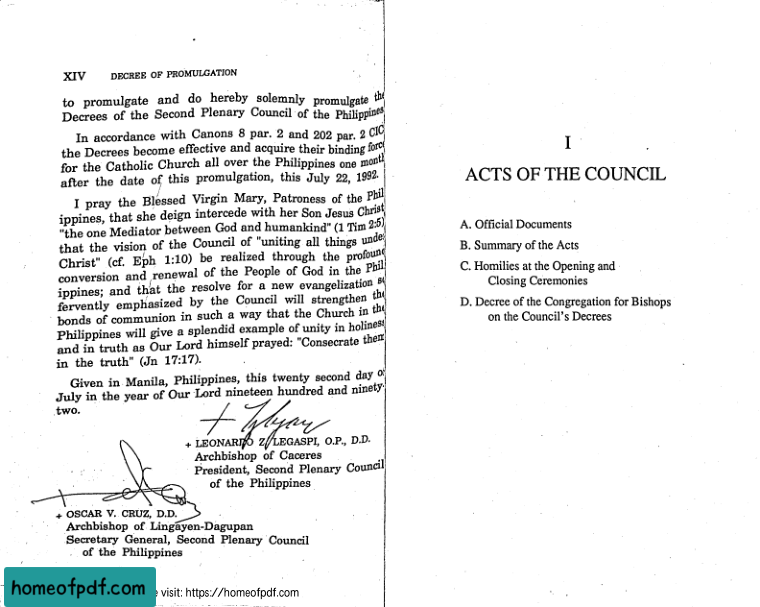 XIV DECREE OF PROMULGATION
to promulgate and do hereby solemnly promulgate the
Decrees of the Second Plenary Council of the Philippines
In accordance with Canons 8 par. 2 and 202 par. 2 CIC
the Decrees become effective and acquire their binding force
for the Catholic Church all over the Philippines one month
after the date of this promulgation, this July 22, 1992.
I pray the Blessed Virgin Mary, Patroness of the Phil
ippines, that she deign intercede with her Son Jesus Christ
"the one Mediator between God and humankind" (1 Tim 2:5)
that the vision of the Council of "uniting all things unde
Christ" (cf. Eph 1:10) be realized through the profoun
conversion and renewal of the People of God in the Phil
ippines; and that the resolve for a new evangelization s
fervently emphasized by the Council will strengthen the
bonds of communion in such a way that the Church in the
Philippines will give a splendid example of unity in holiness
and in truth as Our Lord himself prayed: "Consecrate them
in the truth" (Jn 17:17).
Given in Manila, Philippines, this twenty second day o
July in the year of Our Lord nineteen hundred and ninety-
two.
+ LEONARDO Z. LEGASPI, O.P., D.D.
Archbishop of Caceres
President, Second Plenary Council
of the Philippines
+ OSCAR V. CRUZ, D.D.
Archbishop of Lingayen-Dagupan
Secretary General, Second Plenary Council
of the Philippines
homeofpdf.com
visit: https://homeofpdf.com
I
ACTS OF THE COUNCIL
A. Official Documents
B. Summary of the Acts
C. Homilies at the Opening and
Closing Ceremonies
D. Decree of the Congregation for Bishops
on the Council's Decrees